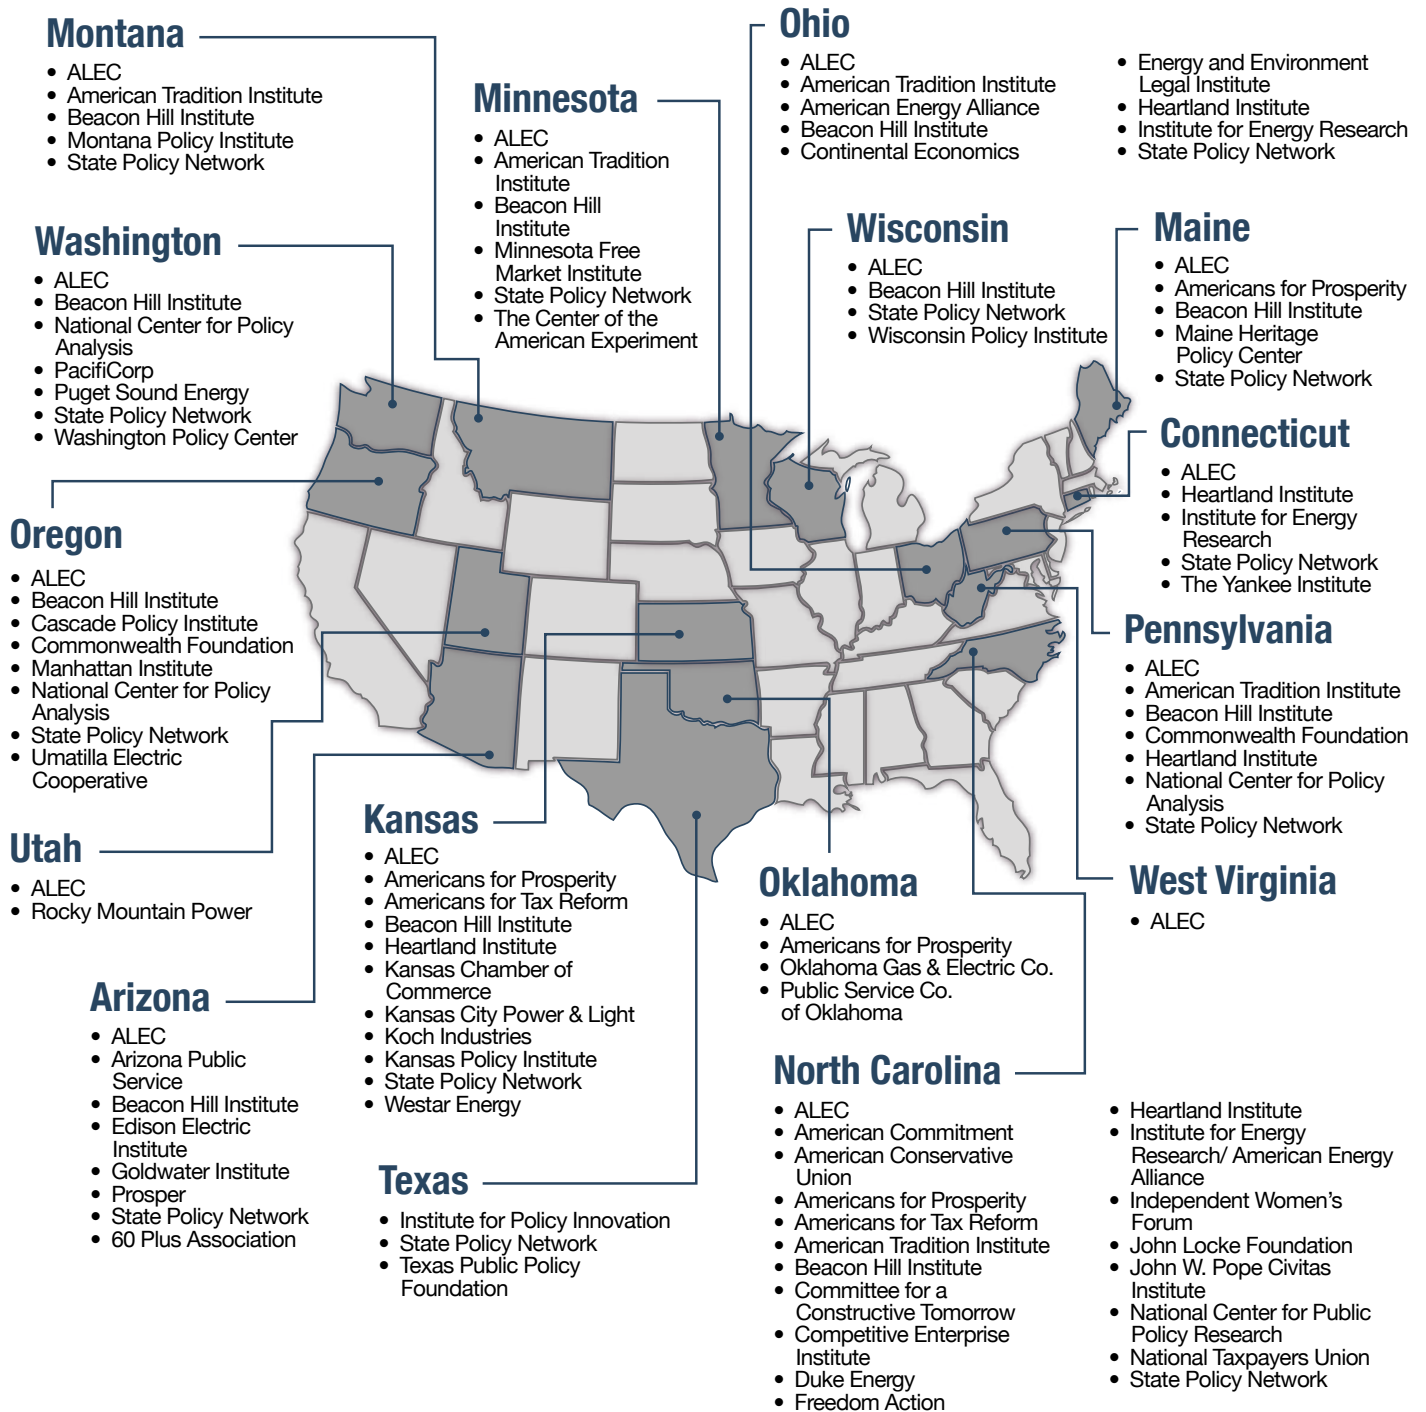 Montana
• ALEC
• American Tradition Institute
• Beacon Hill Institute
• Montana Policy Institute
• State Policy Network
Minnesota
• ALEC
• American Tradition
Institute
• Beacon Hill
Institute
• Minnesota Free
Market Institute
• State Policy Network
• The Center of the
American Experiment
Ohio
• ALEC
• American Tradition Institute
• American Energy Alliance
• Beacon Hill Institute
• Continental Economics
• Energy and Environment
Legal Institute
• Heartland Institute
• Institute for Energy Research
• State Policy Network
Washington
• ALEC
• Beacon Hill Institute
• National Center for Policy
Analysis
• PacifiCorp
• Puget Sound Energy
• State Policy Network
• Washington Policy Center
Wisconsin
• ALEC
• Beacon Hill Institute
• State Policy Network
• Wisconsin Policy Institute
Maine
• ALEC
• Americans for Prosperity
• Beacon Hill Institute
• Maine Heritage
Policy Center
• State Policy Network
Connecticut
• ALEC
• Heartland Institute
• Institute for Energy
Research
• State Policy Network
• The Yankee Institute
Oregon
• ALEC
• Beacon Hill Institute
• Cascade Policy Institute
• Commonwealth Foundation
• Manhattan Institute
• National Center for Policy
Analysis
• State Policy Network
• Umatilla Electric
Cooperative
Pennsylvania
• ALEC
• American Tradition Institute
• Beacon Hill Institute
• Commonwealth Foundation
• Heartland Institute
• National Center for Policy
Analysis
• State Policy Network
Utah
• ALEC
• Rocky Mountain Power
Kansas
• ALEC
• Americans for Prosperity
• Americans for Tax Reform
• Beacon Hill Institute
• Heartland Institute
• Kansas Chamber of
Commerce
• Kansas City Power & Light
• Koch Industries
• Kansas Policy Institute
• State Policy Network
• Westar Energy
Oklahoma
• ALEC
• Americans for Prosperity
• Oklahoma Gas & Electric Co.
• Public Service Co.
of Oklahoma
West Virginia
• ALEC
Arizona
• ALEC
• Arizona Public
Service
• Beacon Hill Institute
• Edison Electric
Institute
• Goldwater Institute
• Prosper
• State Policy Network
• 60 Plus Association
Texas
• Institute for Policy Innovation
• State Policy Network
• Texas Public Policy
Foundation
North Carolina
• ALEC
• American Commitment
• American Conservative
Union
• Americans for Prosperity
• Americans for Tax Reform
• American Tradition Institute
• Beacon Hill Institute
• Committee for a
Constructive Tomorrow
• Competitive Enterprise
Institute
• Duke Energy
• Freedom Action
• Heartland Institute
• Institute for Energy
Research/ American Energy
Alliance
• Independent Women’s
Forum
• John Locke Foundation
• John W. Pope Civitas
Institute
• National Center for Public
Policy Research
• National Taxpayers Union
• State Policy Network